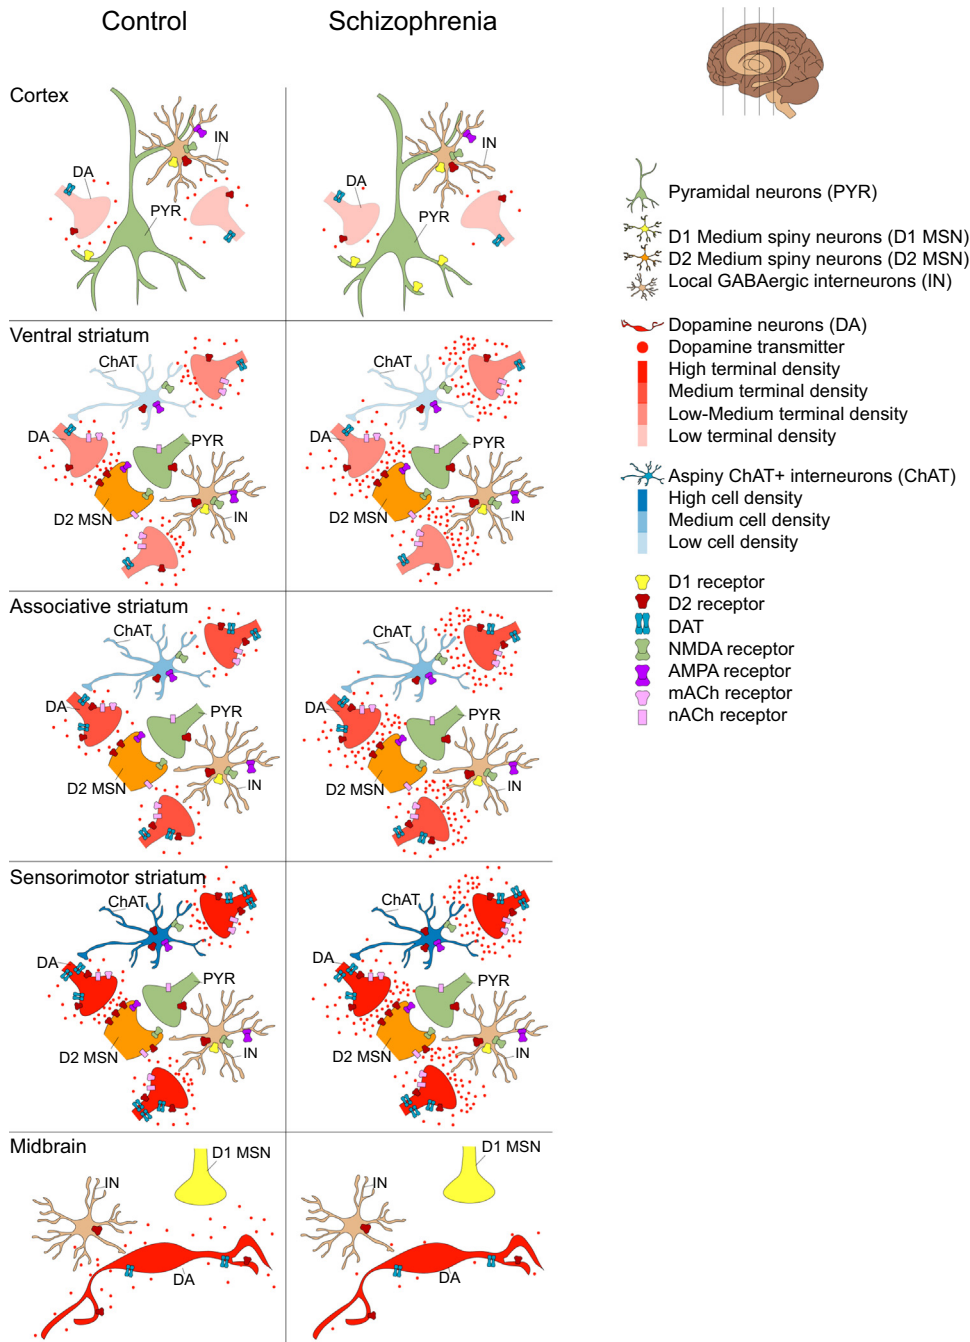 Control
Schizophrenia
Cortex
IN
DA
PYR
IN
DA
PYR
Ventral striatum
ChAT
DA
PYR
D2 MSN
IN
ChAT
DA
PYR
D2 MSN
IN
Associative striatum
ChAT
DA
PYR
D2 MSN
IN
ChAT
DA
PYR
D2 MSN
IN
Sensorimotor striatum
ChAT
DA
PYR
D2 MSN
IN
ChAT
DA
PYR
D2 MSN
IN
Midbrain
D1 MSN
IN
DA
D1 MSN
IN
DA
Pyramidal neurons (PYR)
D1 Medium spiny neurons (D1 MSN)
D2 Medium spiny neurons (D2 MSN)
Local GABAergic interneurons (IN)
Dopamine neurons (DA)
Dopamine transmitter
High terminal density
Medium terminal density
Low-Medium terminal density
Low terminal density
Aspiny ChAT+ interneurons (ChAT)
High cell density
Medium cell density
Low cell density
D1 receptor
D2 receptor
DAT
NMDA receptor
AMPA receptor
mACh receptor
nACh receptor